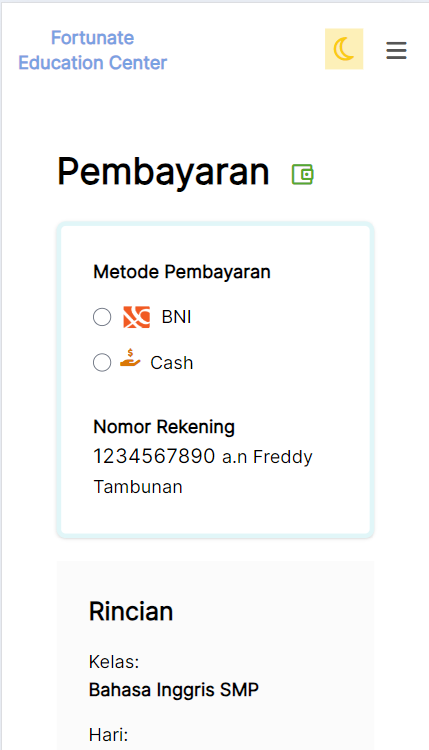 Fortunate
Education Center
Pembayaran
Metode Pembayaran
BNI
$
Cash
Nomor Rekening
1234567890 a.n Freddy
Tambunan
Rincian
Kelas:
Bahasa Inggris SMP
Hari: